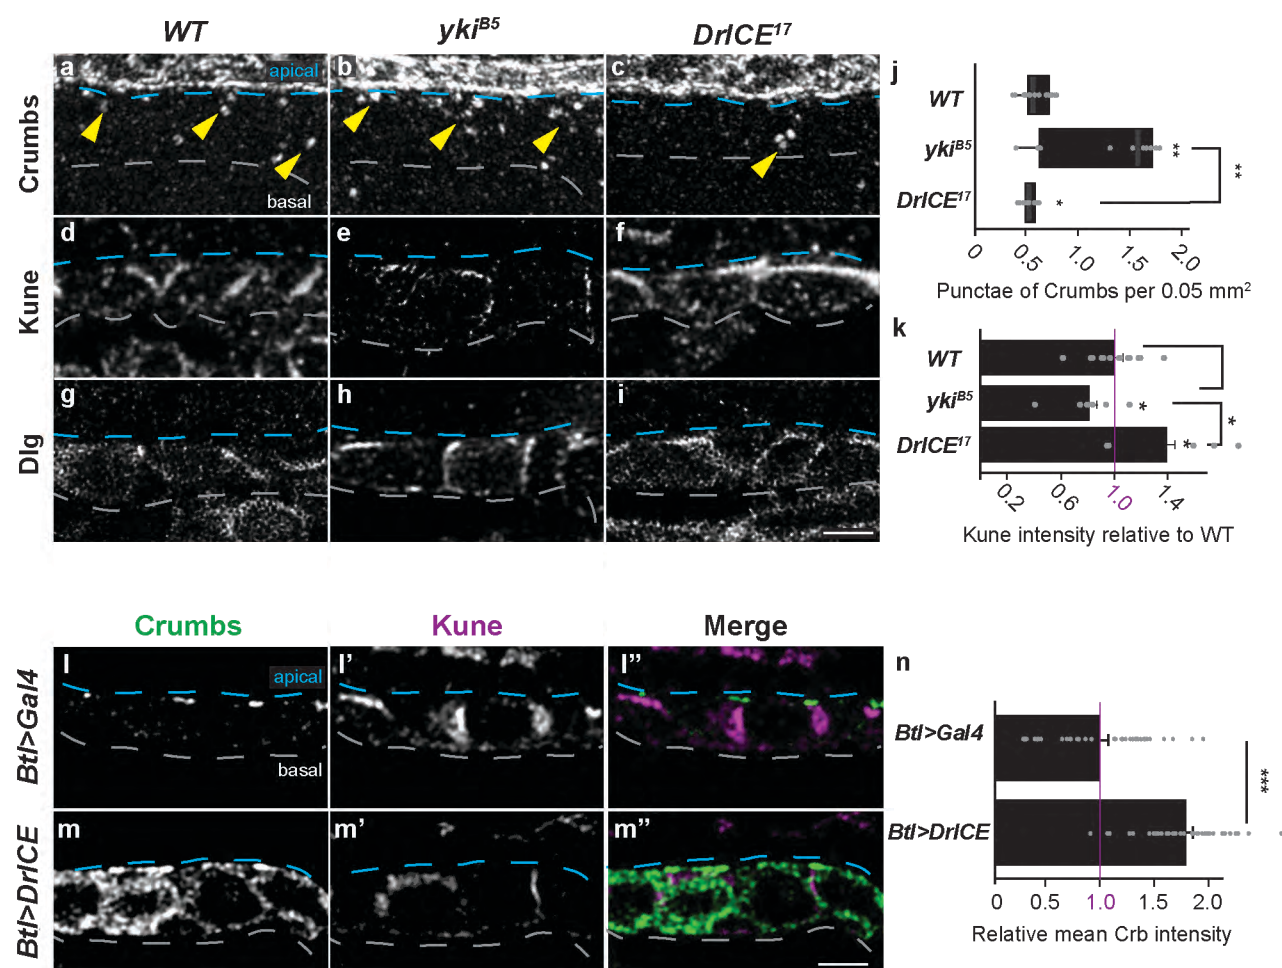 WT yki^B5 DrICE^17
Crumbs
a apical basal
b
c
Kune
d
e
f
Dlg
g
h
i
j
WT
yki^B5 **
DrICE^17 *
**
0 0.5 1.0 1.5 2.0
Punctae of Crumbs per 0.05 mm²
k
WT
yki^B5 *
DrICE^17 *
*
0.2 0.6 1.0 1.4
Kune intensity relative to WT
Crumbs Kune Merge
Btl>Gal4
l apical basal
l’
l”
Btl>DrICE
m
m’
m”
n
Btl>Gal4
Btl>DrICE
***
0 0.5 1.0 1.5 2.0
Relative mean Crb intensity